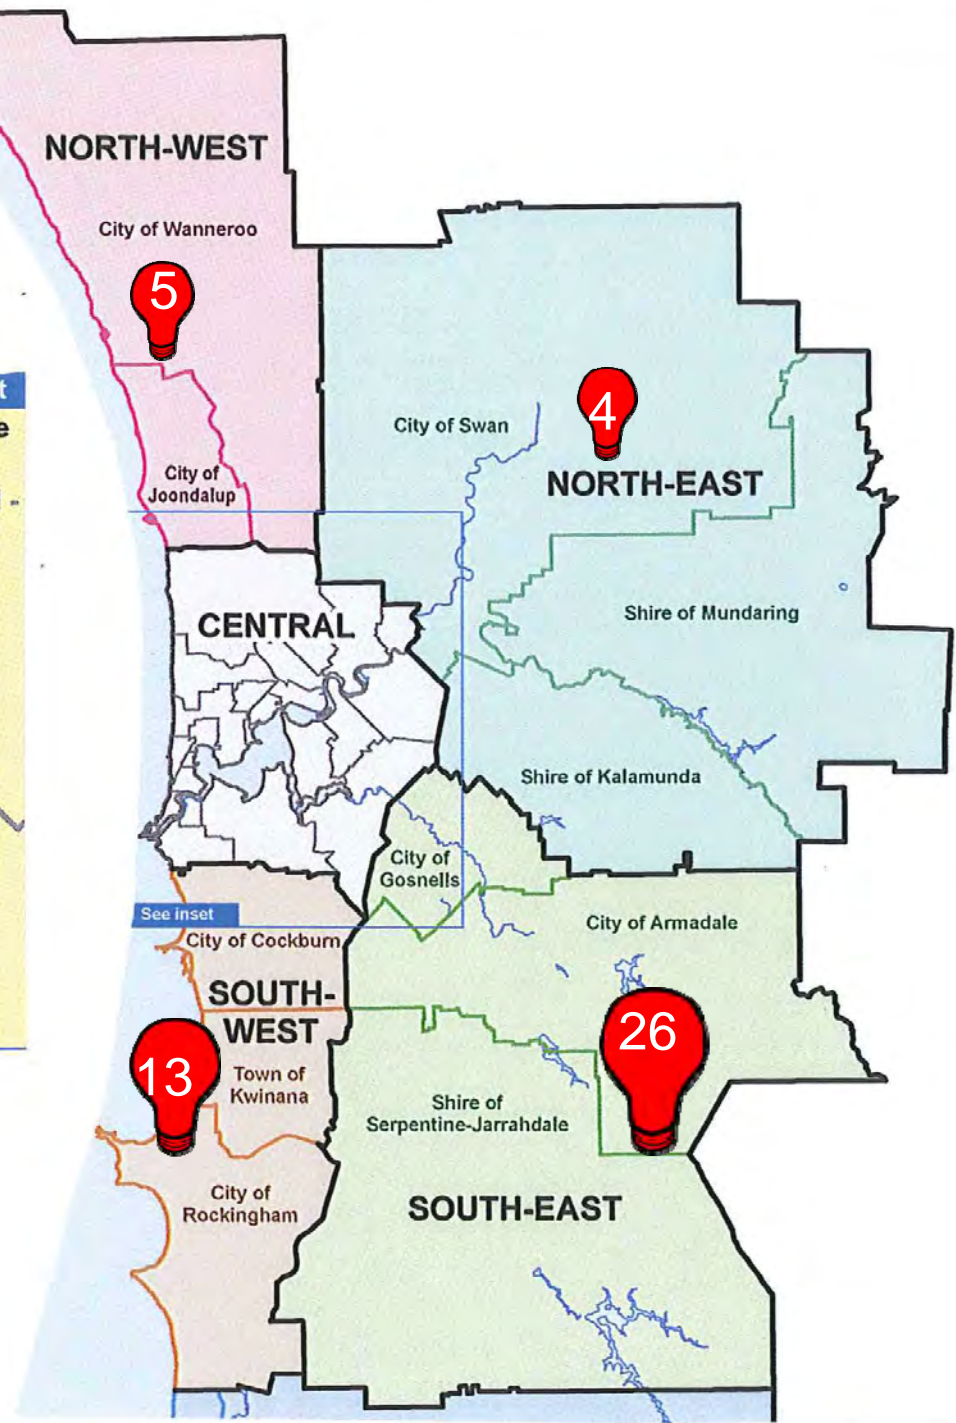 NORTH-WEST
City of Wanneroo
5
t
e
4
City of Swan
City of
Joondalup
NORTH-EAST
CENTRAL
Shire of Mundaring
Shire of Kalamunda
City of
Gosnells
See inset
City of Cockburn
City of Armadale
SOUTH-
WEST
26
13
Town of
Kwinana
Shire of
Serpentine-Jarrahdale
City of
Rockingham
SOUTH-EAST